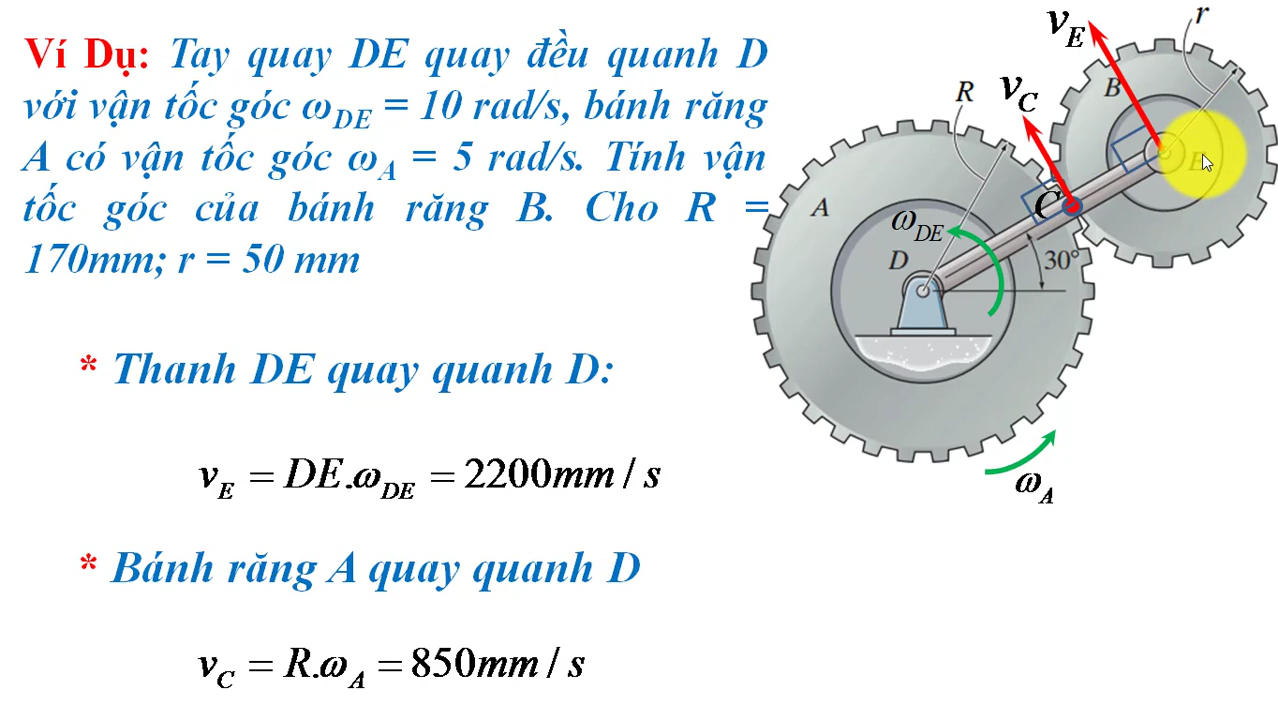 Ví Dụ: Tay quay DE quay đều quanh D
với vận tốc góc ω_DE = 10 rad/s, bánh răng
A có vận tốc góc ω_A = 5 rad/s. Tính vận
tốc góc của bánh răng B. Cho R =
170mm; r = 50 mm
* Thanh DE quay quanh D:
v_E = DE.ω_DE = 2200mm / s
* Bánh răng A quay quanh D
v_C = R.ω_A = 850mm / s
v_E
r
v_C
R
B
E
A
C
ω_DE
D
30°
ω_A